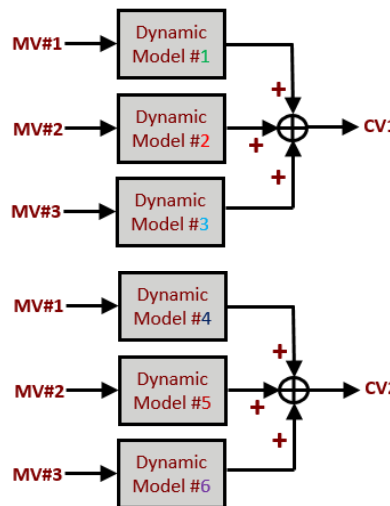 MV#1
Dynamic
Model #1
+
MV#2
Dynamic
Model #2
+
CV1
MV#3
Dynamic
Model #3
+
MV#1
Dynamic
Model #4
+
MV#2
Dynamic
Model #5
+
CV2
MV#3
Dynamic
Model #6
+